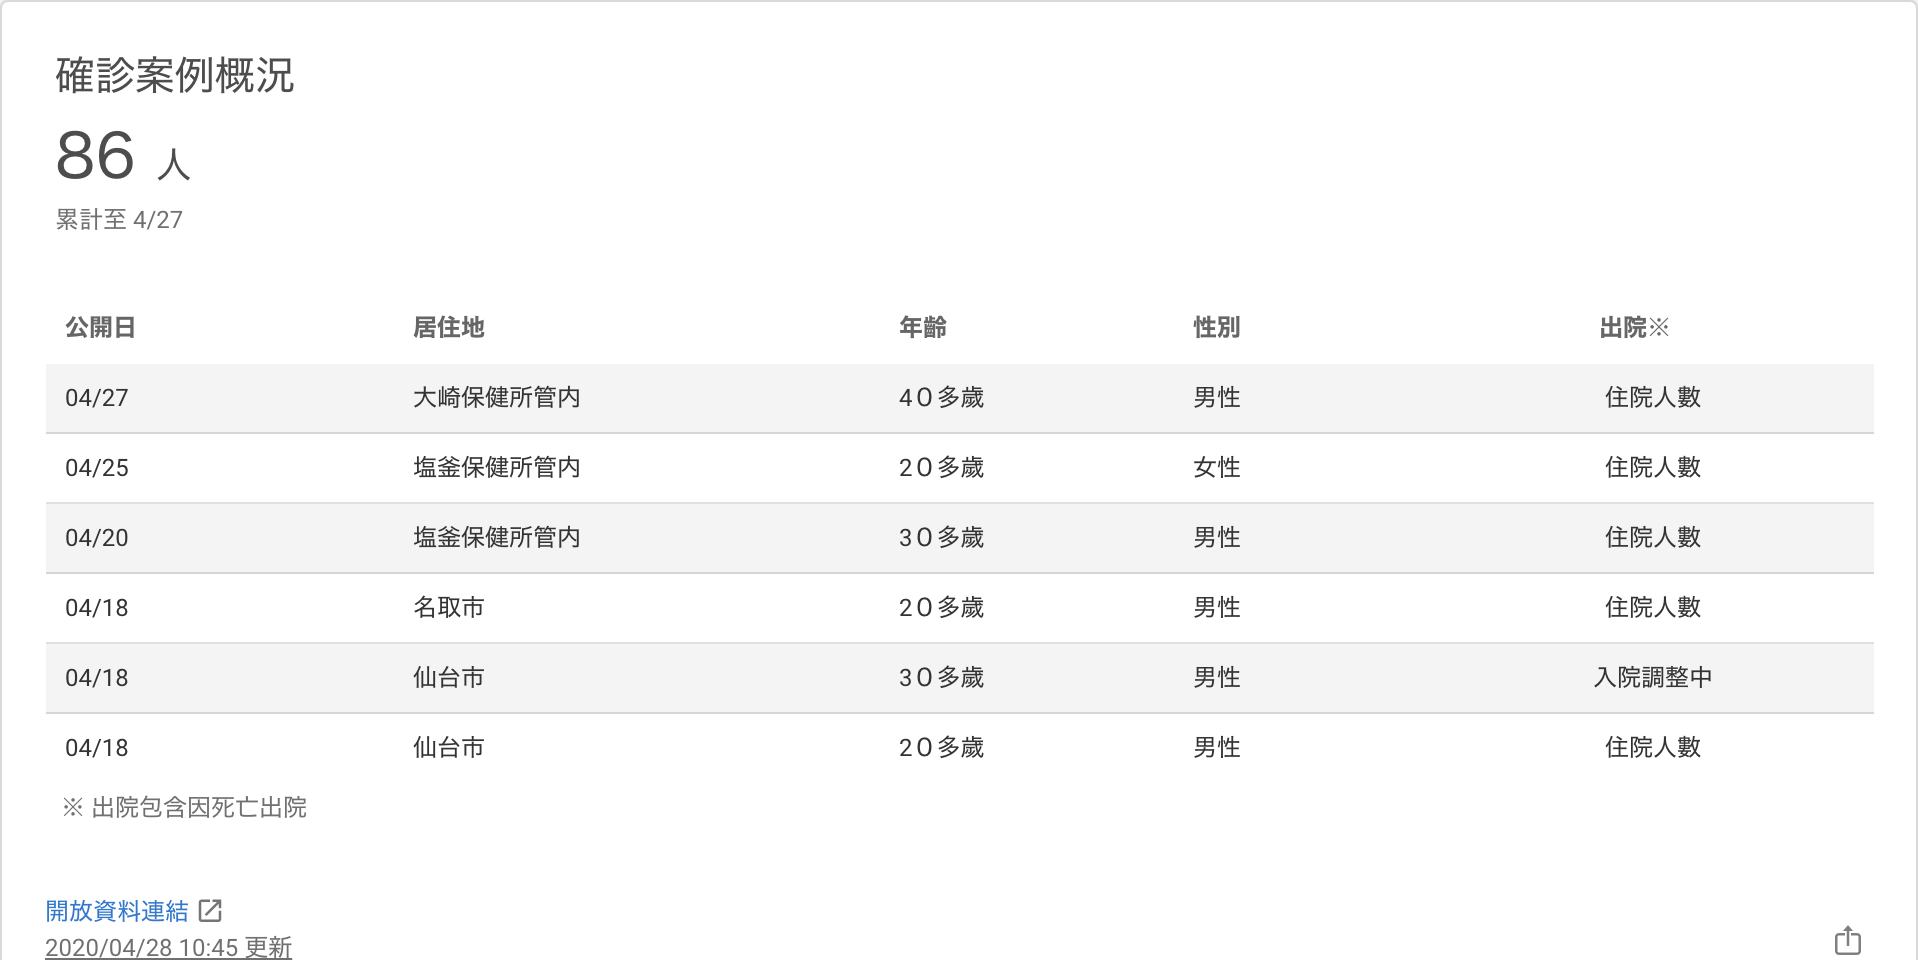 確診案例概況
86 人
累計至 4/27
公開日 居住地 年齡 性別 出院※
04/27 大崎保健所管内 4０多歲 男性 住院人數
04/25 塩釜保健所管内 2０多歲 女性 住院人數
04/20 塩釜保健所管内 3０多歲 男性 住院人數
04/18 名取市 2０多歲 男性 住院人數
04/18 仙台市 3０多歲 男性 入院調整中
04/18 仙台市 2０多歲 男性 住院人數
※ 出院包含因死亡出院
開放資料連結
2020/04/28 10:45 更新